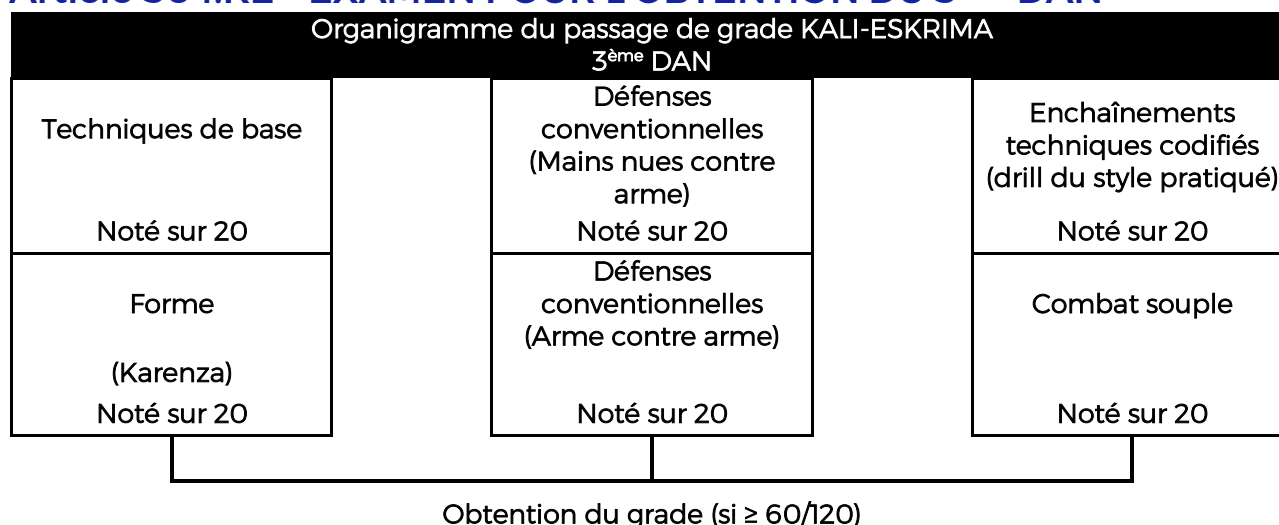 Organigramme du passage de grade KALI-ESKRIMA
3ème DAN
Techniques de base
Noté sur 20
Défenses
conventionnelles
(Mains nues contre
arme)
Noté sur 20
Enchaînements
techniques codifiés
(drill du style pratiqué)
Noté sur 20
Forme
(Karenza)
Noté sur 20
Défenses
conventionnelles
(Arme contre arme)
Noté sur 20
Combat souple
Noté sur 20
Obtention du grade (si ≥ 60/120)